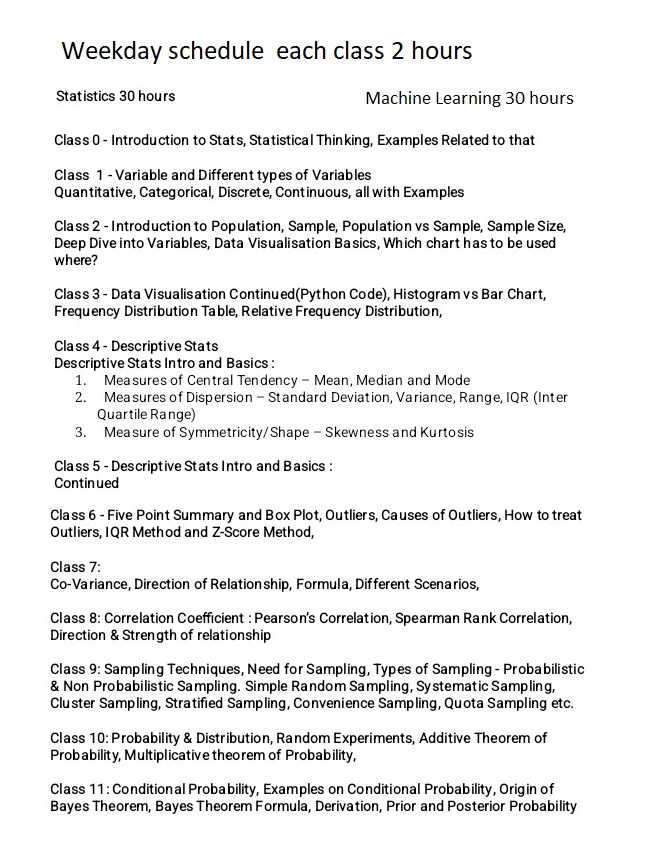 Weekday schedule each class 2 hours
Statistics 30 hours
Machine Learning 30 hours
Class 0 - Introduction to Stats, Statistical Thinking, Examples Related to that
Class 1 - Variable and Different types of Variables
Quantitative, Categorical, Discrete, Continuous, all with Examples
Class 2 - Introduction to Population, Sample, Population vs Sample, Sample Size,
Deep Dive into Variables, Data Visualisation Basics, Which chart has to be used
where?
Class 3 - Data Visualisation Continued(Python Code), Histogram vs Bar Chart,
Frequency Distribution Table, Relative Frequency Distribution,
Class 4 - Descriptive Stats
Descriptive Stats Intro and Basics :
1. Measures of Central Tendency – Mean, Median and Mode
2. Measures of Dispersion – Standard Deviation, Variance, Range, IQR (Inter
Quartile Range)
3. Measure of Symmetricity/Shape – Skewness and Kurtosis
Class 5 - Descriptive Stats Intro and Basics :
Continued
Class 6 - Five Point Summary and Box Plot, Outliers, Causes of Outliers, How to treat
Outliers, IQR Method and Z-Score Method,
Class 7:
Co-Variance, Direction of Relationship, Formula, Different Scenarios,
Class 8: Correlation Coefficient : Pearson’s Correlation, Spearman Rank Correlation,
Direction & Strength of relationship
Class 9: Sampling Techniques, Need for Sampling, Types of Sampling - Probabilistic
& Non Probabilistic Sampling. Simple Random Sampling, Systematic Sampling,
Cluster Sampling, Stratified Sampling, Convenience Sampling, Quota Sampling etc.
Class 10: Probability & Distribution, Random Experiments, Additive Theorem of
Probability, Multiplicative theorem of Probability,
Class 11: Conditional Probability, Examples on Conditional Probability, Origin of
Bayes Theorem, Bayes Theorem Formula, Derivation, Prior and Posterior Probability